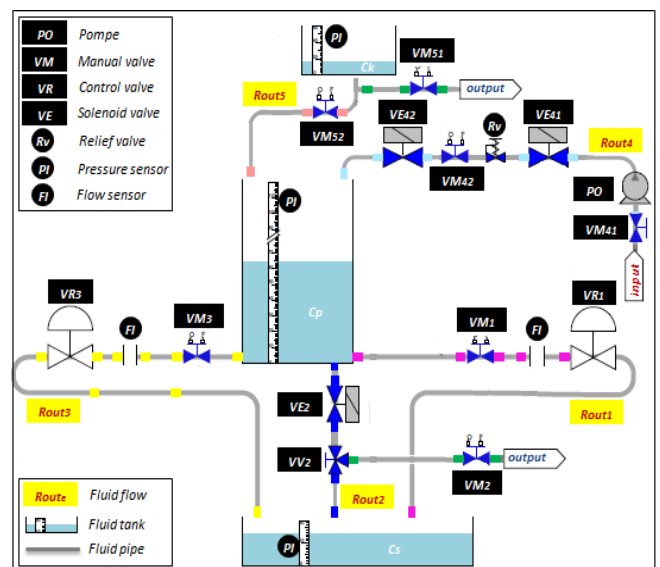 PO Pompe
VM Manual valve
VR Control valve
VE Solenoid valve
Rv Relief valve
PI Pressure sensor
FI Flow sensor
PI
Ck
VM51
output
Rout5
VM52
VE42
Rv
VE41
VM42
Rout4
PO
VM41
input
PI
Cp
VR3
FI
VM3
VM1
FI
VR1
Rout3
VE2
Rout1
VV2
VM2
output
Rout2
Route Fluid flow
Fluid tank
Fluid pipe
PI
Cs